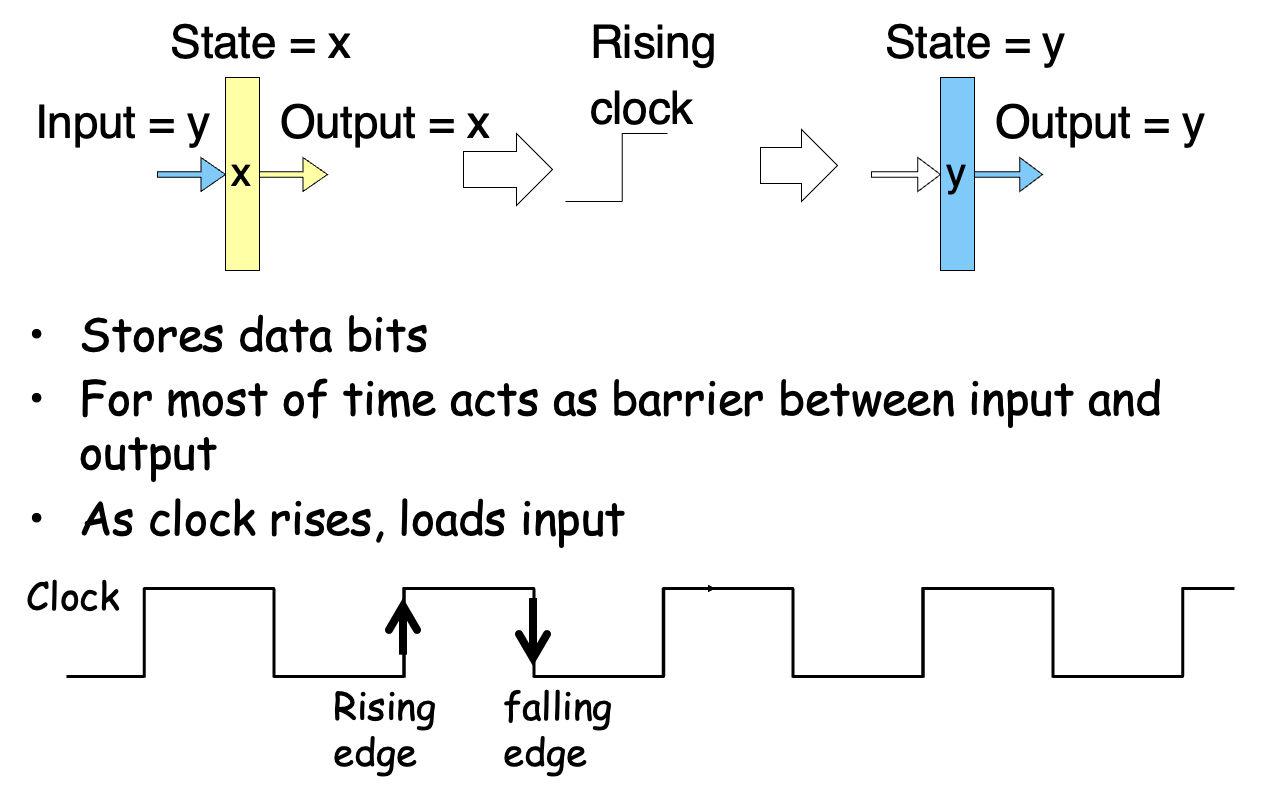 State = x
Rising
State = y
Input = y
Output = x
clock
Output = y
x
y
• Stores data bits
• For most of time acts as barrier between input and
output
• As clock rises, loads input
Clock
Rising
edge
falling
edge